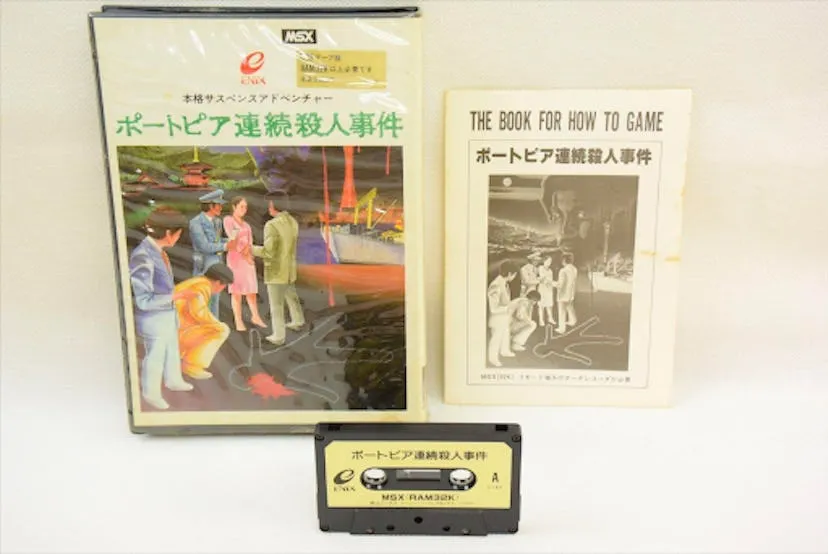 MSX
ENIX
本格サスペンスアドベンチャー
ポートピア連続殺人事件
THE BOOK FOR HOW TO GAME
ポートピア連続殺人事件
ポートピア連続殺人事件
ENIX
A
MSX(RAM32K)